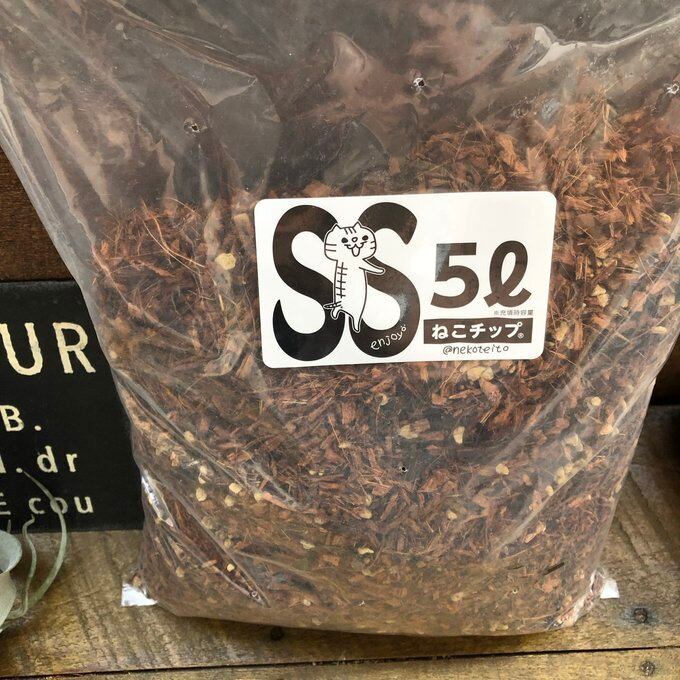 SS
enjoy
5ℓ
※充填時容量
ねこチップ®
@nekoteito
UR
B.
.dr
E cou